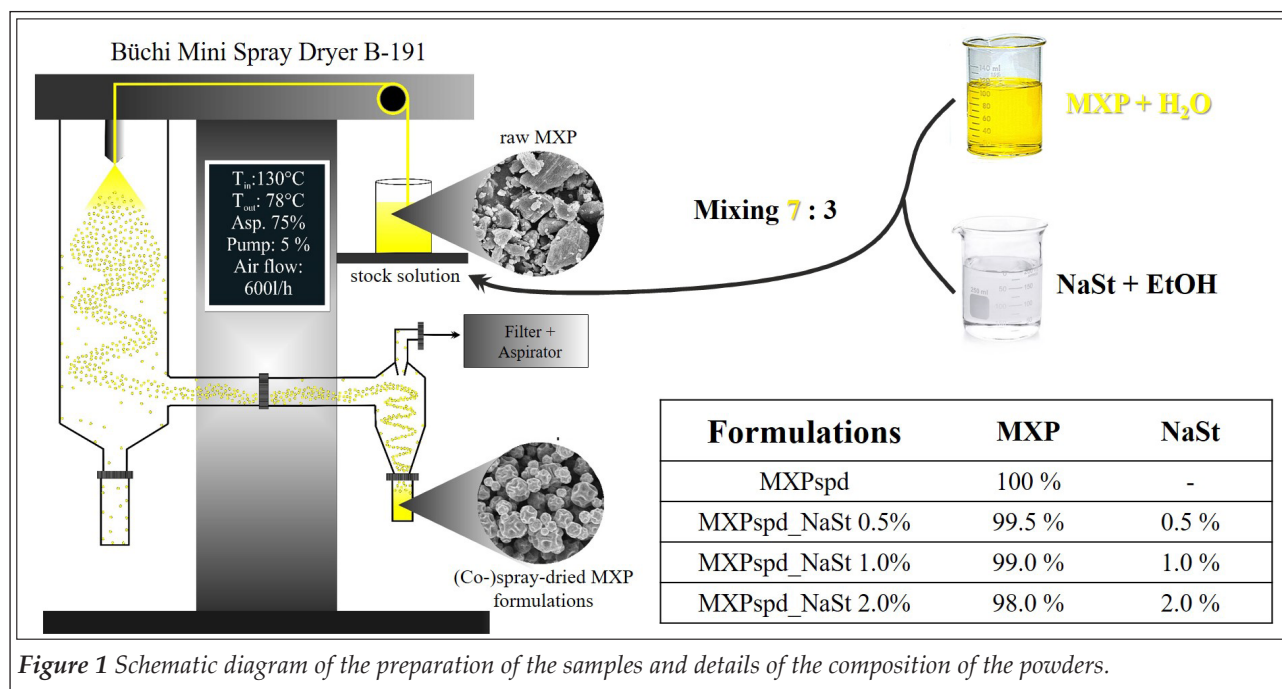 Büchi Mini Spray Dryer B-191
T_in:130°C
T_out: 78°C
Asp. 75%
Pump: 5 %
Air flow:
600l/h
raw MXP
stock solution
Filter +
Aspirator
(Co-)spray-dried MXP
formulations
MXP + H₂O
Mixing 7 : 3
NaSt + EtOH
Formulations MXP NaSt
MXPspd 100 % -
MXPspd_NaSt 0.5% 99.5 % 0.5 %
MXPspd_NaSt 1.0% 99.0 % 1.0 %
MXPspd_NaSt 2.0% 98.0 % 2.0 %
Figure 1 Schematic diagram of the preparation of the samples and details of the composition of the powders.